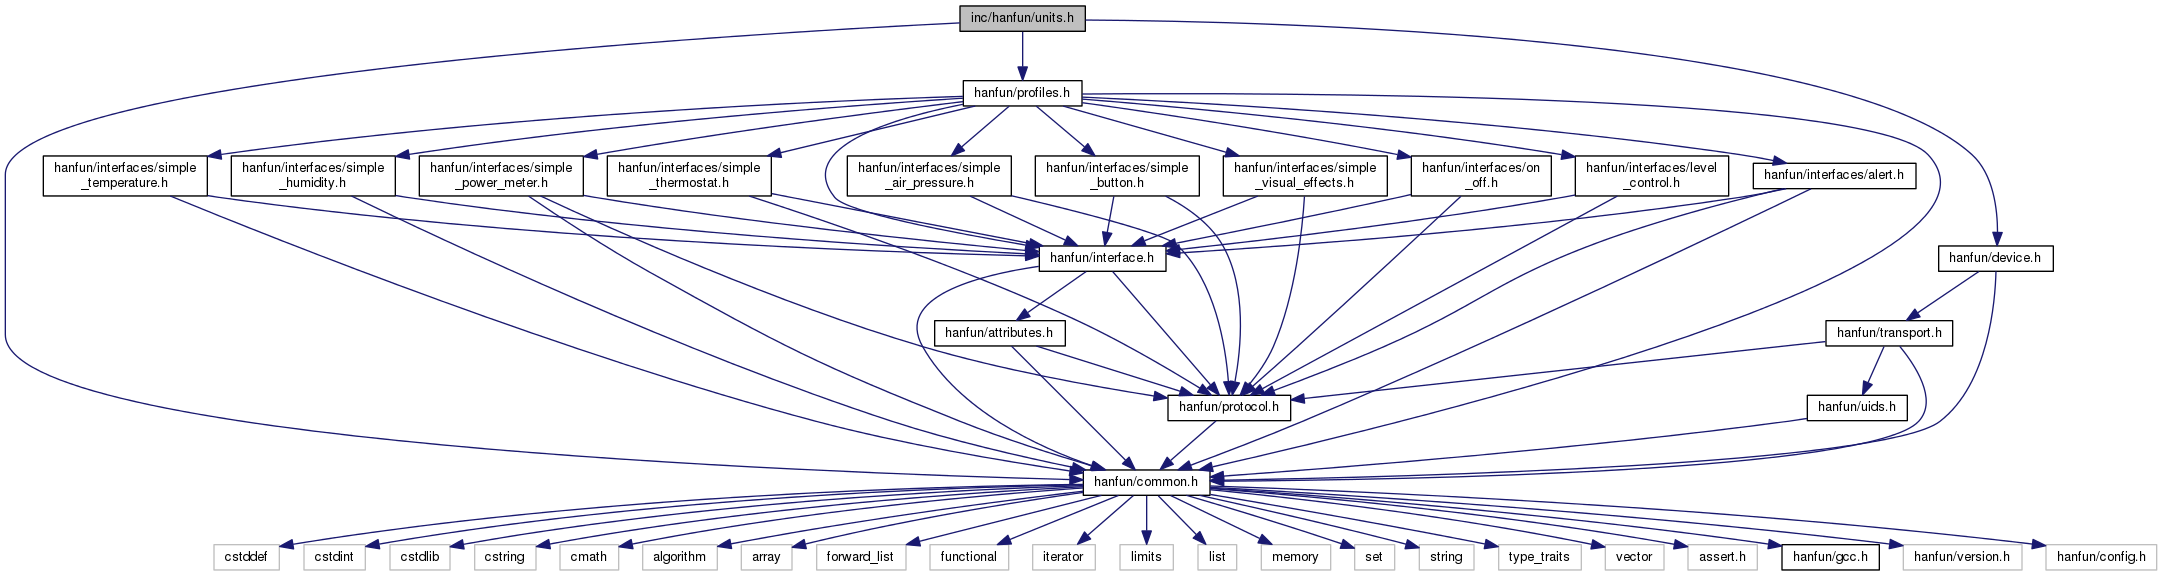 inc/hanfun/units.h
hanfun/profiles.h
hanfun/interfaces/simple
_temperature.h
hanfun/interfaces/simple
_humidity.h
hanfun/interfaces/simple
_power_meter.h
hanfun/interfaces/simple
_thermostat.h
hanfun/interfaces/simple
_air_pressure.h
hanfun/interfaces/simple
_button.h
hanfun/interfaces/simple
_visual_effects.h
hanfun/interfaces/on
_off.h
hanfun/interfaces/level
_control.h
hanfun/interfaces/alert.h
hanfun/interface.h
hanfun/device.h
hanfun/attributes.h
hanfun/transport.h
hanfun/protocol.h
hanfun/uids.h
hanfun/common.h
cstddef
cstdint
cstdlib
cstring
cmath
algorithm
array
forward_list
functional
iterator
limits
list
memory
set
string
type_traits
vector
assert.h
hanfun/gcc.h
hanfun/version.h
hanfun/config.h